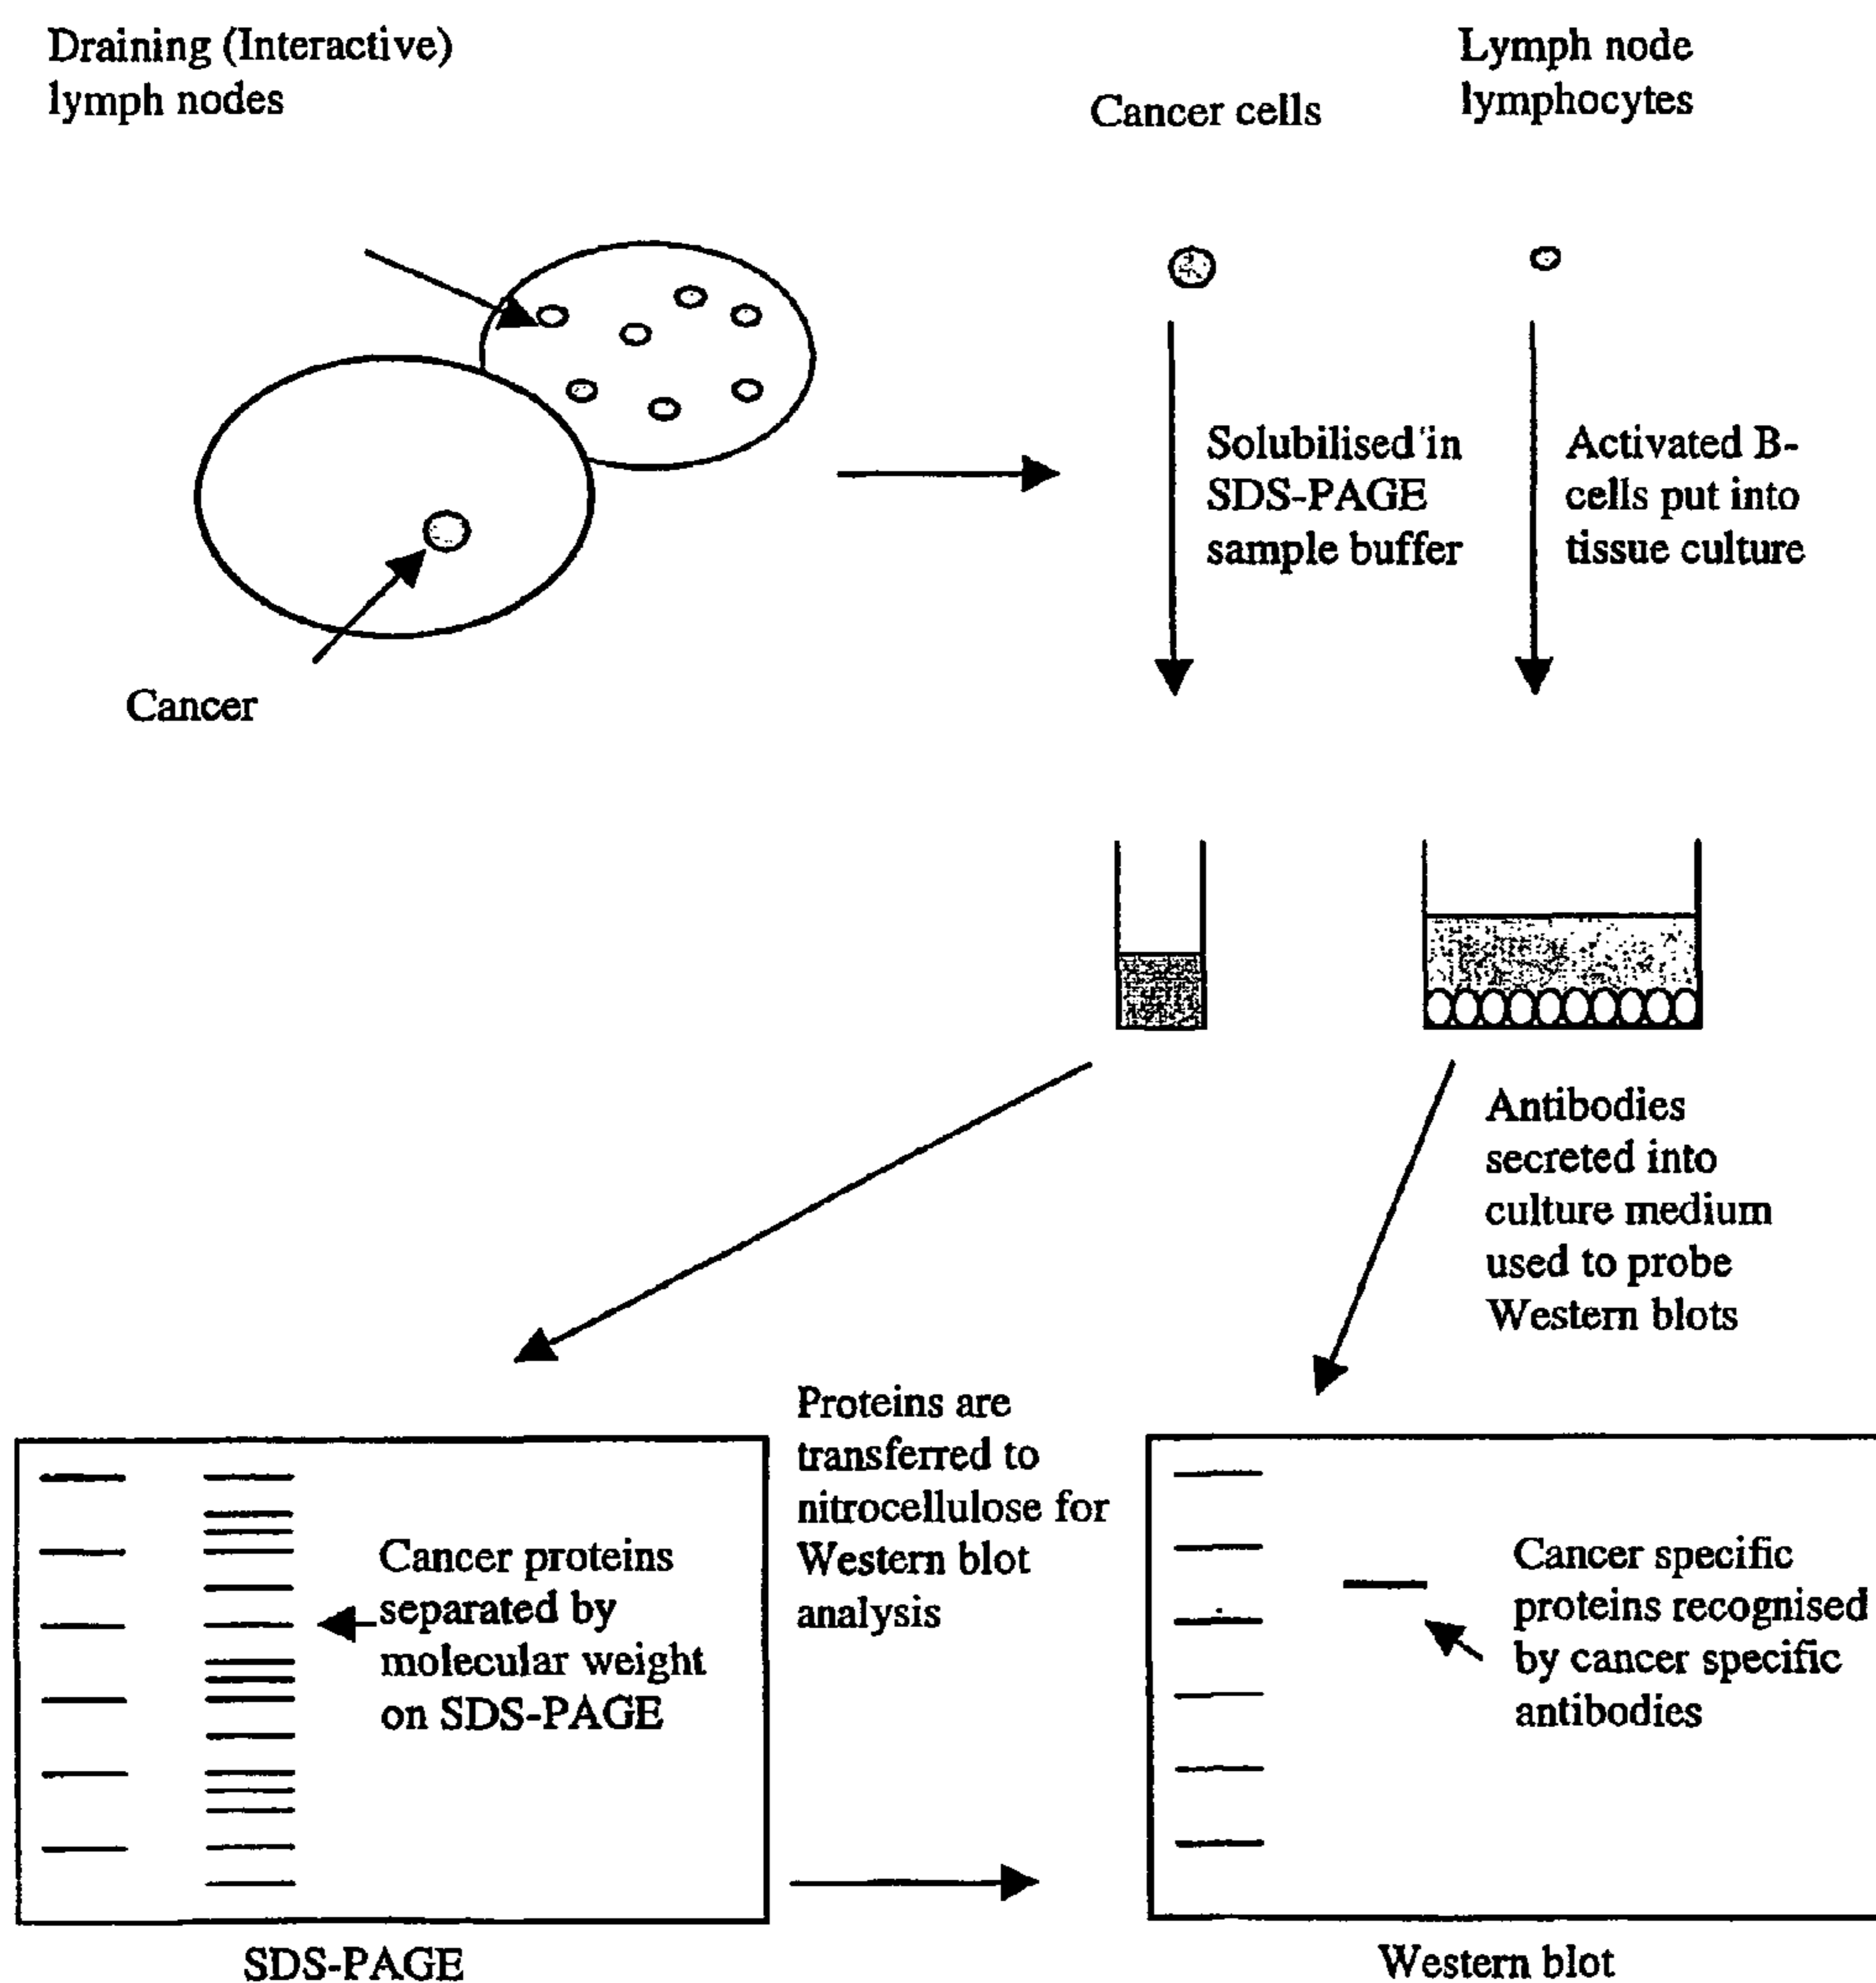 Draining (Interactive)
lymph nodes
Cancer cells
Lymph node
lymphocytes
Solubilised in
SDS-PAGE
sample buffer
Activated B-
cells put into
tissue culture
Cancer
Antibodies
secreted into
culture medium
used to probe
Western blots
Proteins are
transferred to
nitrocellulose for
Western blot
analysis
Cancer proteins
separated by
molecular weight
on SDS-PAGE
Cancer specific
proteins recognised
by cancer specific
antibodies
SDS-PAGE
Western blot